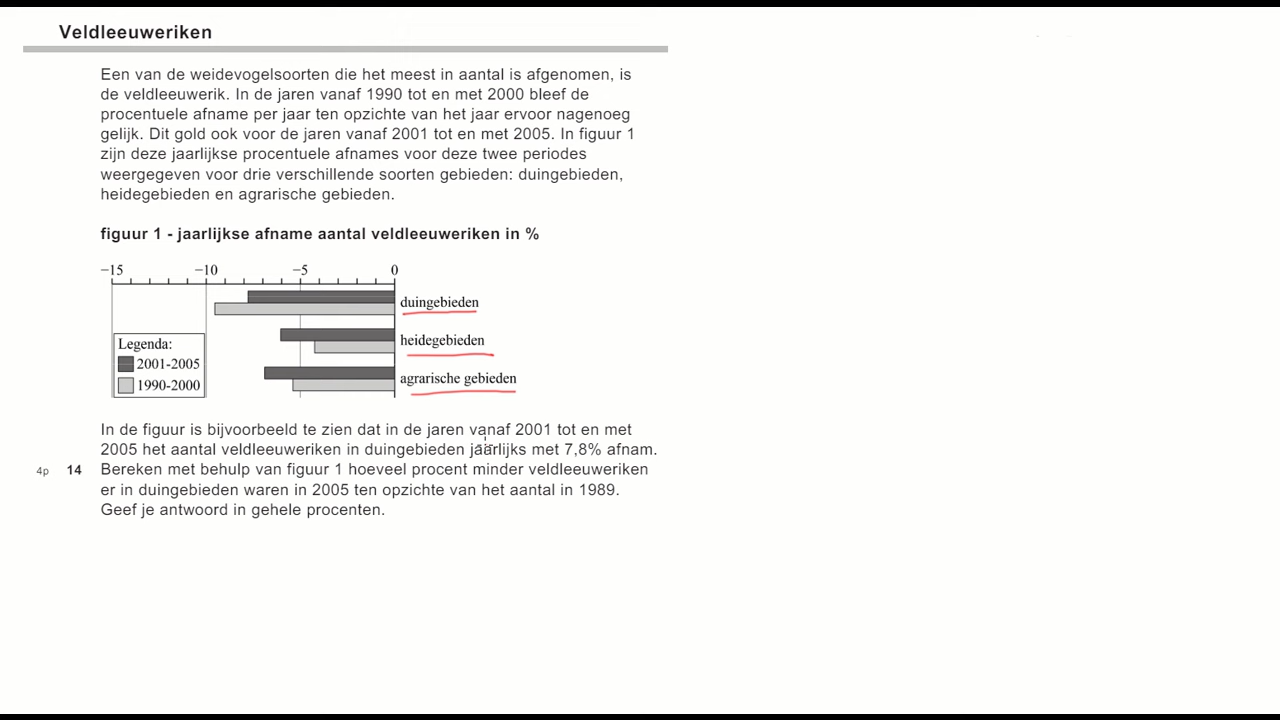 Veldleeuweriken
Een van de weidevogelsoorten die het meest in aantal is afgenomen, is
de veldleeuwerik. In de jaren vanaf 1990 tot en met 2000 bleef de
procentuele afname per jaar ten opzichte van het jaar ervoor nagenoeg
gelijk. Dit gold ook voor de jaren vanaf 2001 tot en met 2005. In figuur 1
zijn deze jaarlijkse procentuele afnames voor deze twee periodes
weergegeven voor drie verschillende soorten gebieden: duingebieden,
heidegebieden en agrarische gebieden.
figuur 1 - jaarlijkse afname aantal veldleeuweriken in %
−15 −10 −5 0
duingebieden
heidegebieden
agrarische gebieden
Legenda:
2001-2005
1990-2000
In de figuur is bijvoorbeeld te zien dat in de jaren vanaf 2001 tot en met
2005 het aantal veldleeuweriken in duingebieden jaarlijks met 7,8% afnam.
4p 14 Bereken met behulp van figuur 1 hoeveel procent minder veldleeuweriken
er in duingebieden waren in 2005 ten opzichte van het aantal in 1989.
Geef je antwoord in gehele procenten.